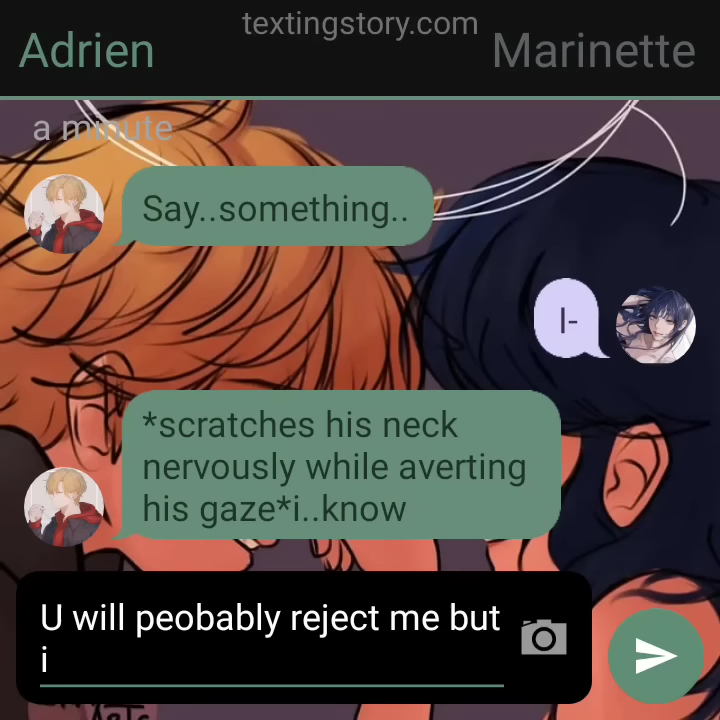 textingstory.com
Adrien
Marinette
a minute
Say..something..
I-
*scratches his neck
nervously while averting
his gaze*i..know
U will peobably reject me but
i